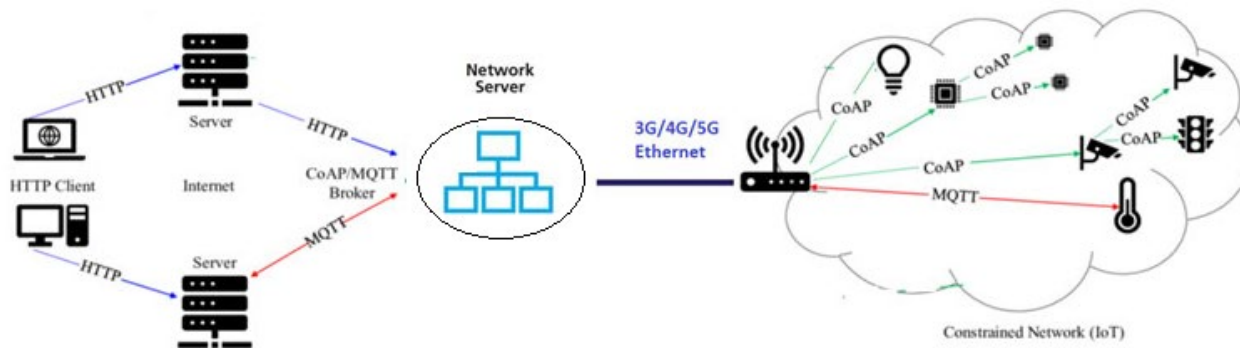 HTTP
Server
HTTP
HTTP Client
Internet
CoAP/MQTT
Broker
MQTT
Server
HTTP
Network
Server
3G/4G/5G
Ethernet
CoAP
CoAP
CoAP
CoAP
CoAP
CoAP
CoAP
MQTT
Constrained Network (IoT)